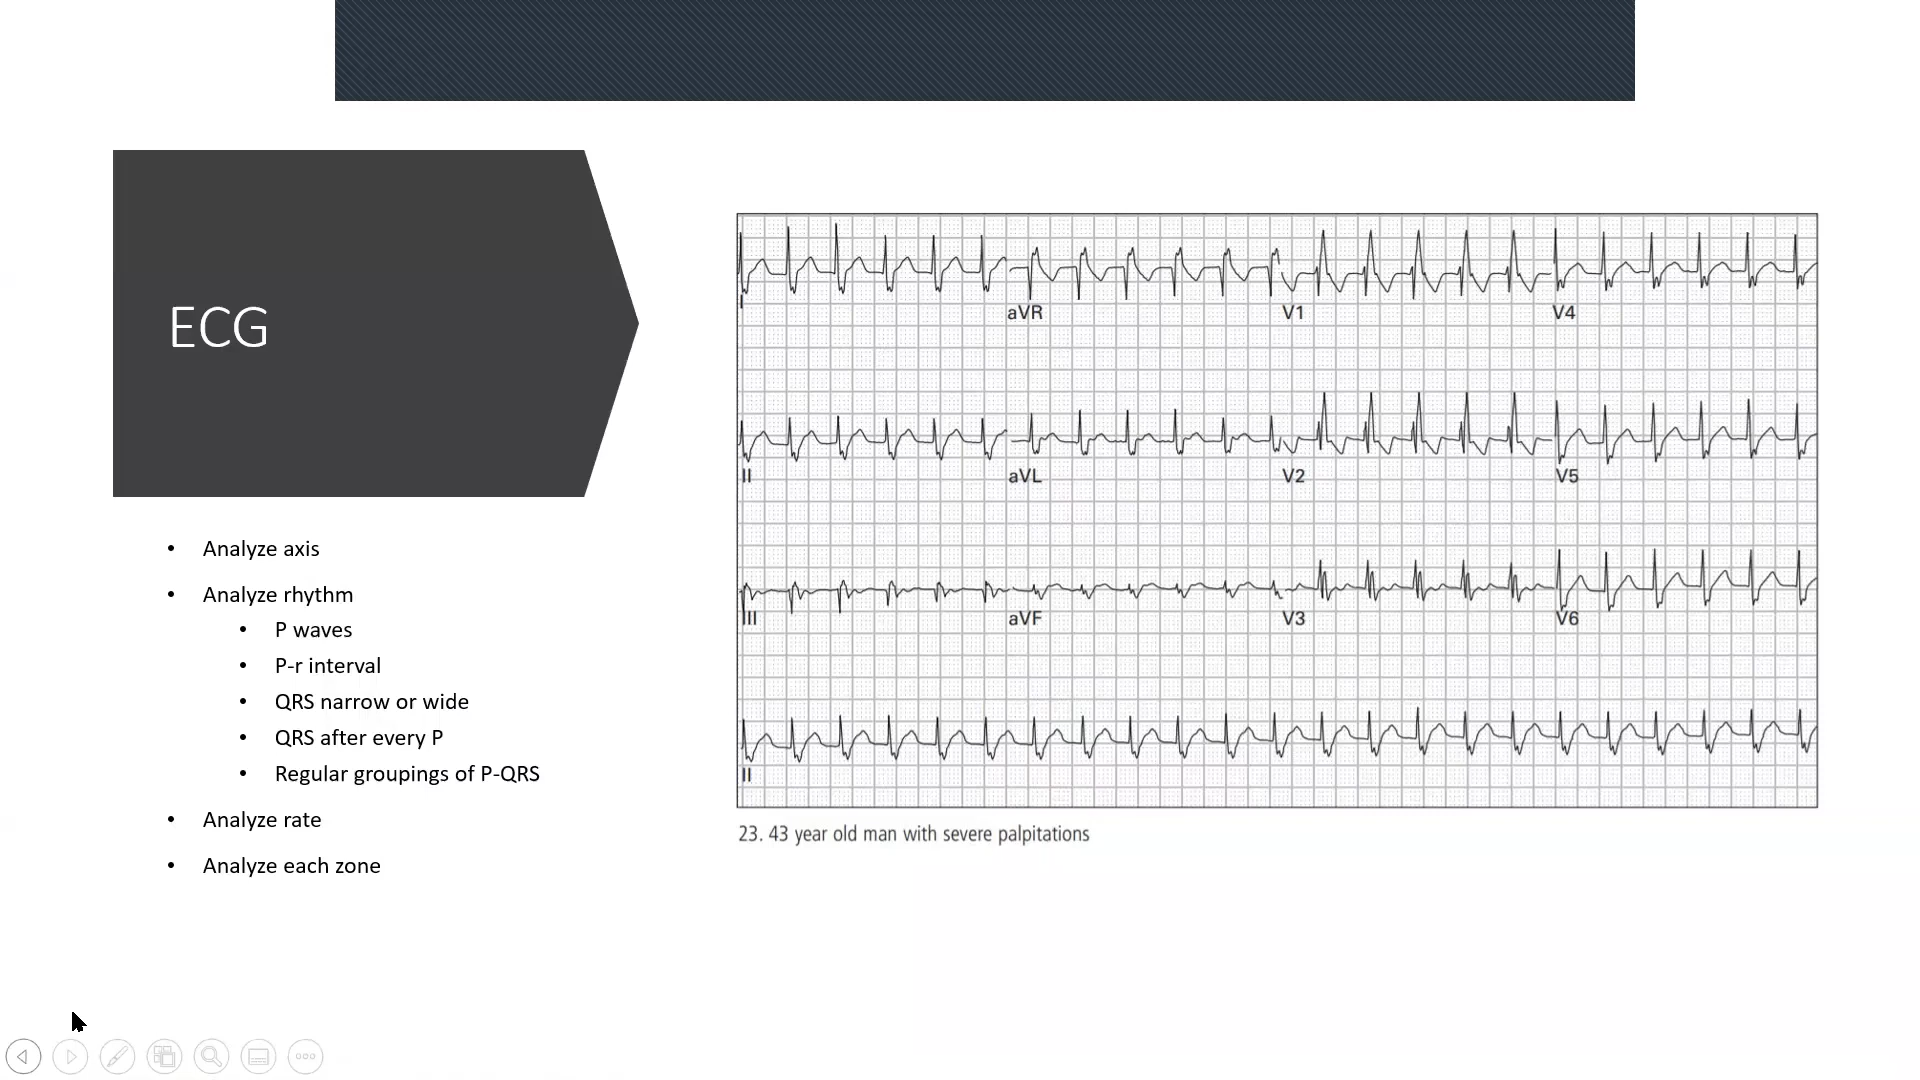 ECG
• Analyze axis
• Analyze rhythm
• P waves
• P-r interval
• QRS narrow or wide
• QRS after every P
• Regular groupings of P-QRS
• Analyze rate
• Analyze each zone
I
aVR
V1
V4
II
aVL
V2
V5
III
aVF
V3
V6
II
23. 43 year old man with severe palpitations